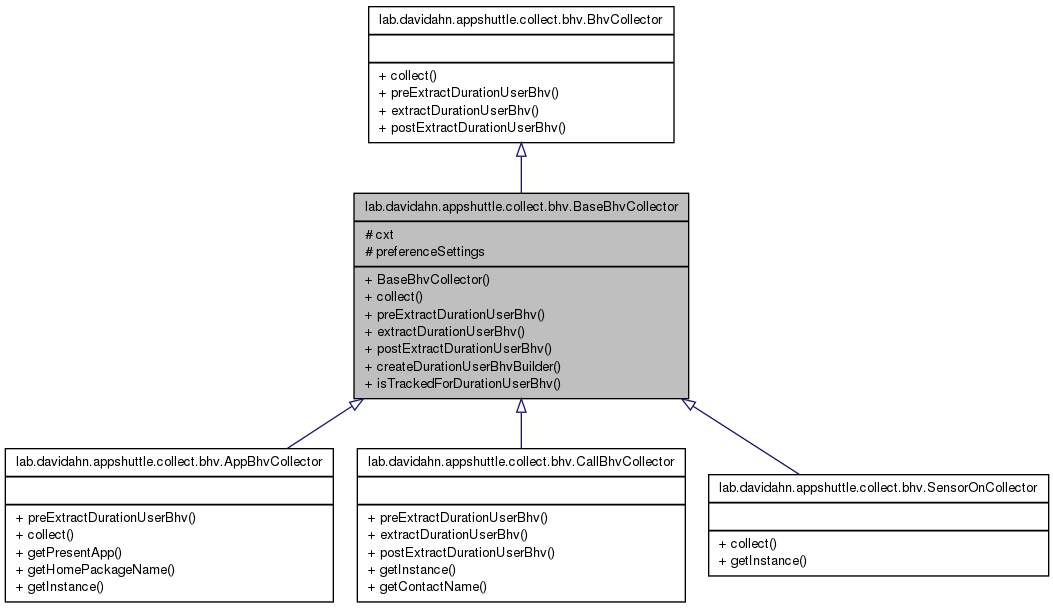 lab.davidahn.appshuttle.collect.bhv.BhvCollector
+ collect()
+ preExtractDurationUserBhv()
+ extractDurationUserBhv()
+ postExtractDurationUserBhv()
lab.davidahn.appshuttle.collect.bhv.BaseBhvCollector
# cxt
# preferenceSettings
+ BaseBhvCollector()
+ collect()
+ preExtractDurationUserBhv()
+ extractDurationUserBhv()
+ postExtractDurationUserBhv()
+ createDurationUserBhvBuilder()
+ isTrackedForDurationUserBhv()
lab.davidahn.appshuttle.collect.bhv.AppBhvCollector
+ preExtractDurationUserBhv()
+ collect()
+ getPresentApp()
+ getHomePackageName()
+ getInstance()
lab.davidahn.appshuttle.collect.bhv.CallBhvCollector
+ preExtractDurationUserBhv()
+ extractDurationUserBhv()
+ postExtractDurationUserBhv()
+ getInstance()
+ getContactName()
lab.davidahn.appshuttle.collect.bhv.SensorOnCollector
+ collect()
+ getInstance()